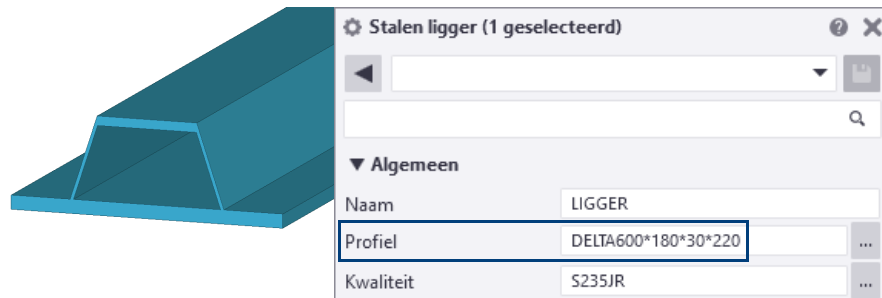 Stalen ligger (1 geselecteerd)
Algemeen
Naam LIGGER
Profiel DELTA600*180*30*220 ...
Kwaliteit S235JR ...